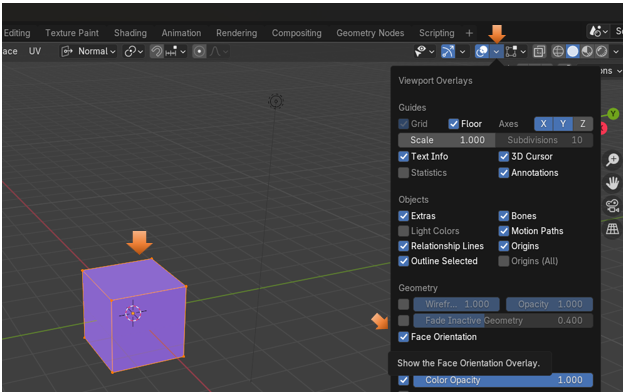 Editing Texture Paint Shading Animation Rendering Compositing Geometry Nodes Scripting +
ace UV Normal
ons
Viewport Overlays
Guides
Grid Floor Axes X Y Z
Scale 1.000 Subdivisions 10
Text Info 3D Cursor
Statistics Annotations
Y
Objects
Extras Bones
Light Colors Motion Paths
Relationship Lines Origins
Outline Selected Origins (All)
Geometry
Wirefr... 1.000 Opacity 1.000
Fade Inactive Geometry 0.400
Face Orientation
Show the Face Orientation Overlay.
Color Opacity 1.000